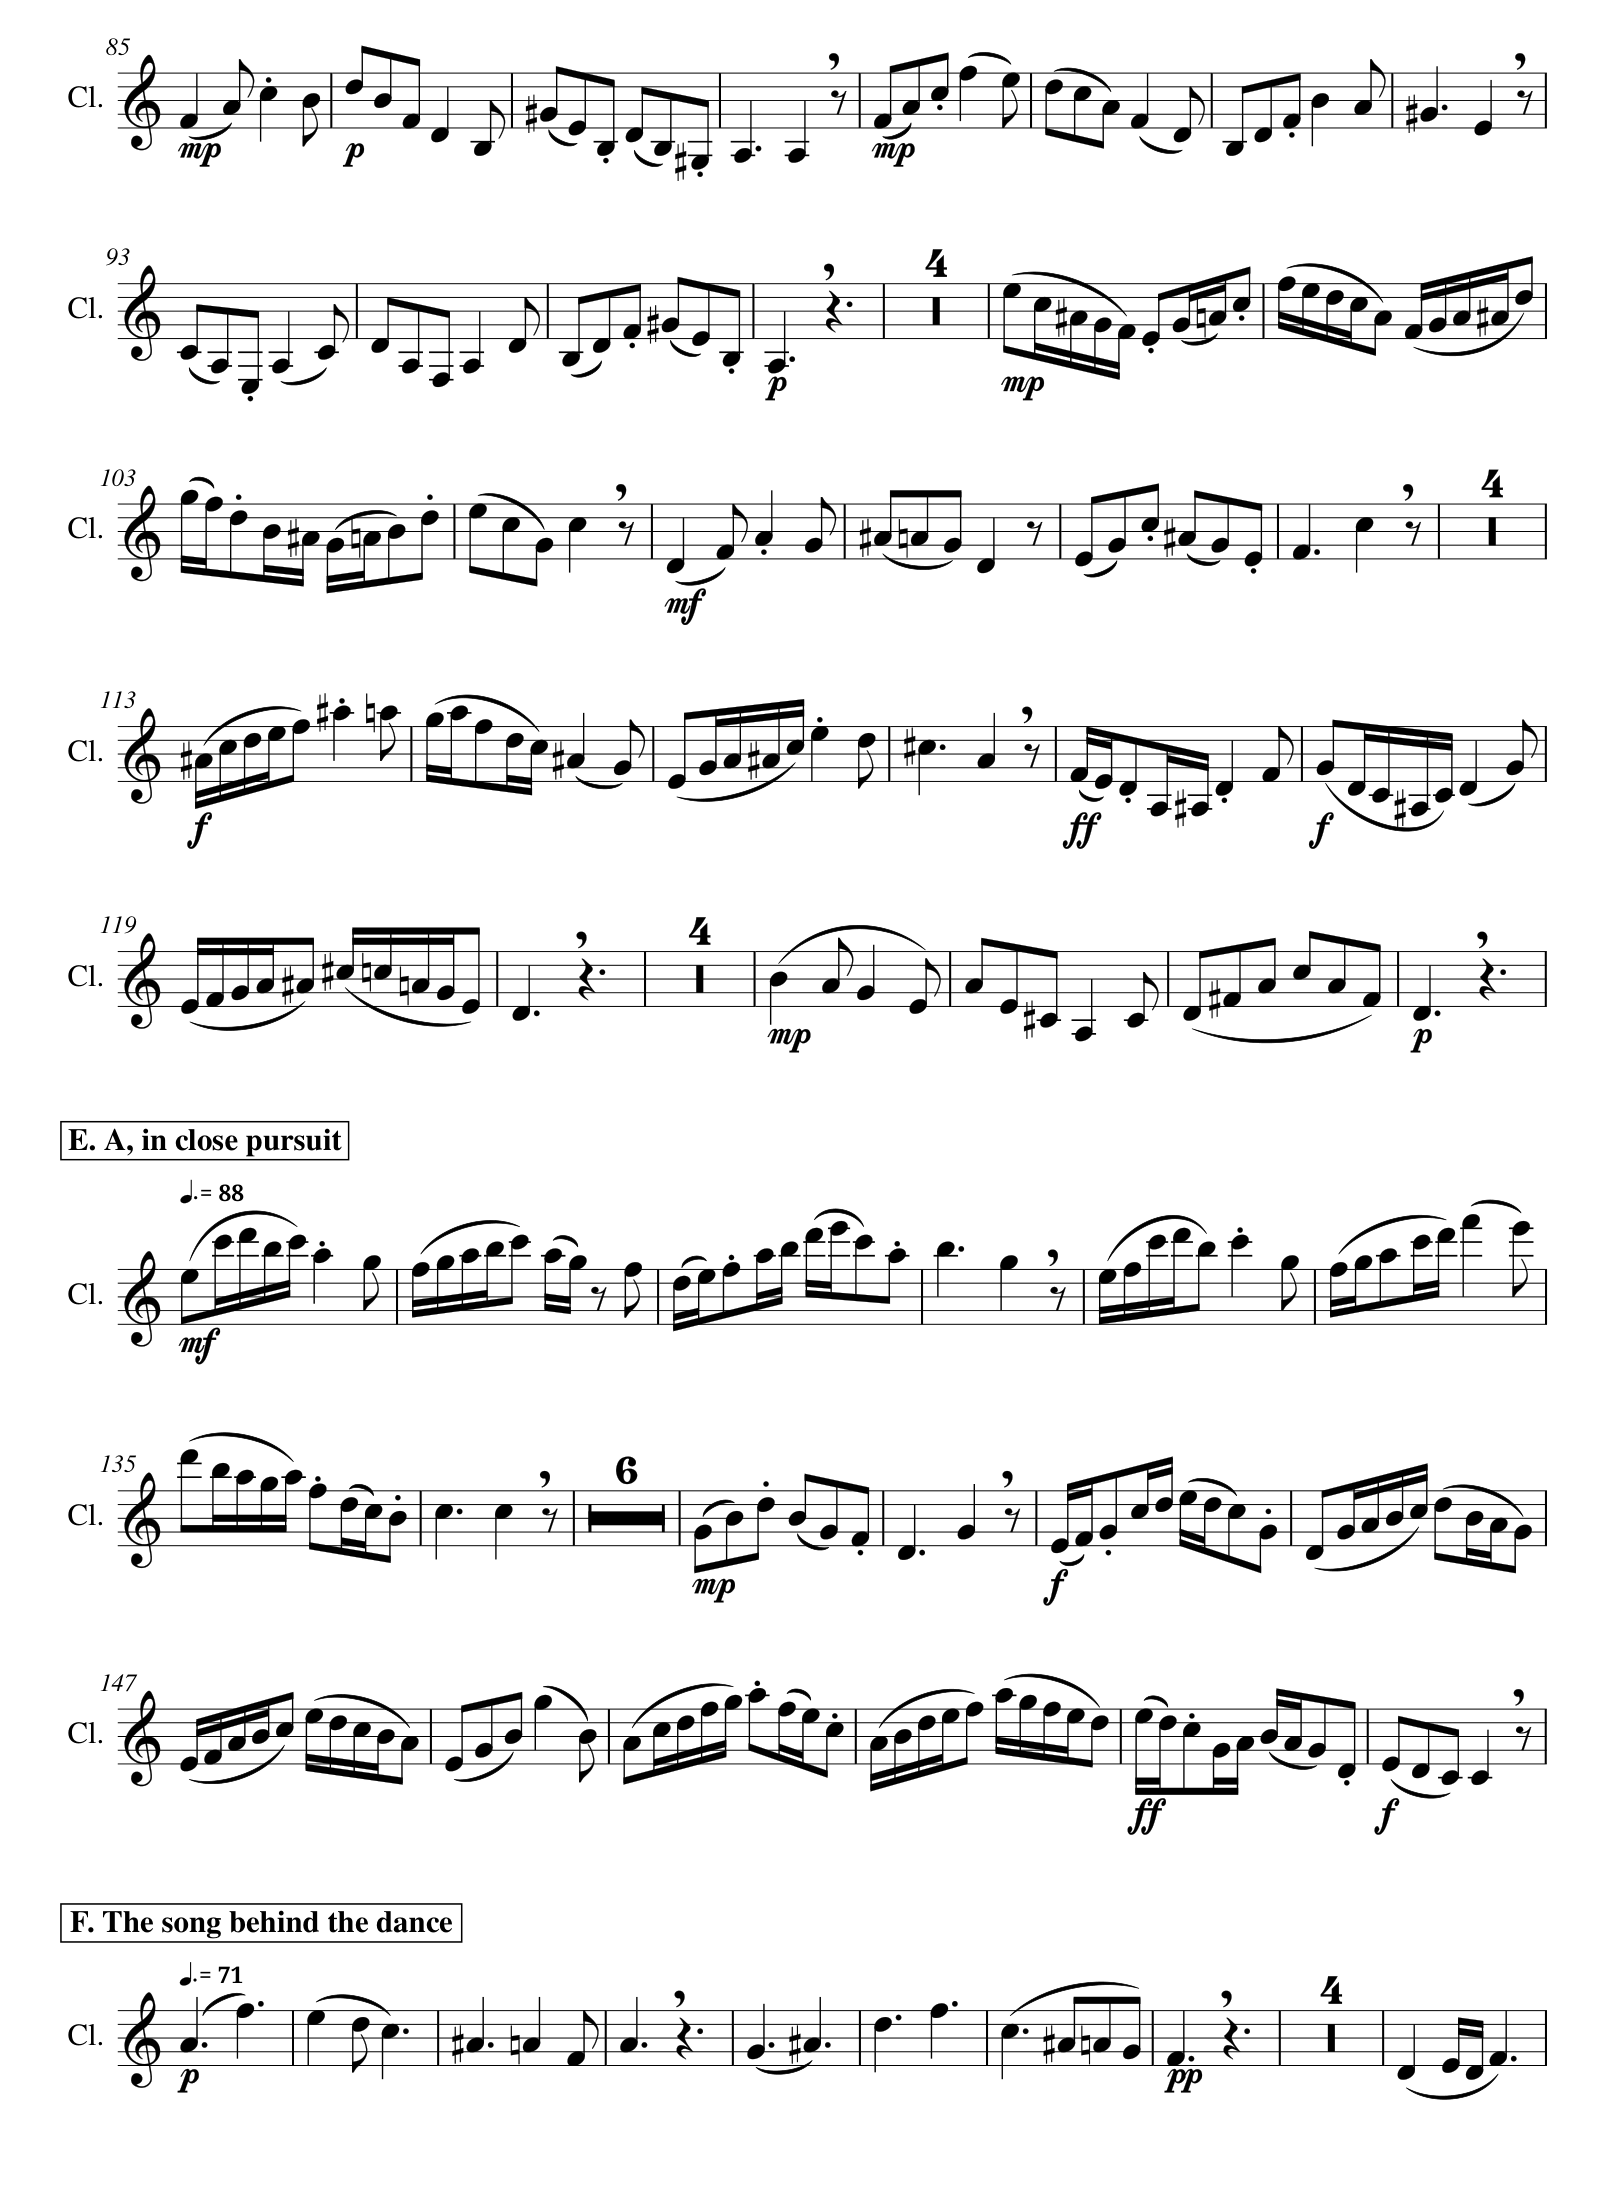 85
Cl.
mp p mp
93
4
Cl.
p mp
103
4
Cl.
mf
113
Cl.
f ff f
119
4
Cl.
mp p
E. A, in close pursuit
♩.= 88
Cl.
mf
135
6
Cl.
mp f
147
Cl.
ff f
F. The song behind the dance
♩.= 71
4
Cl.
p pp